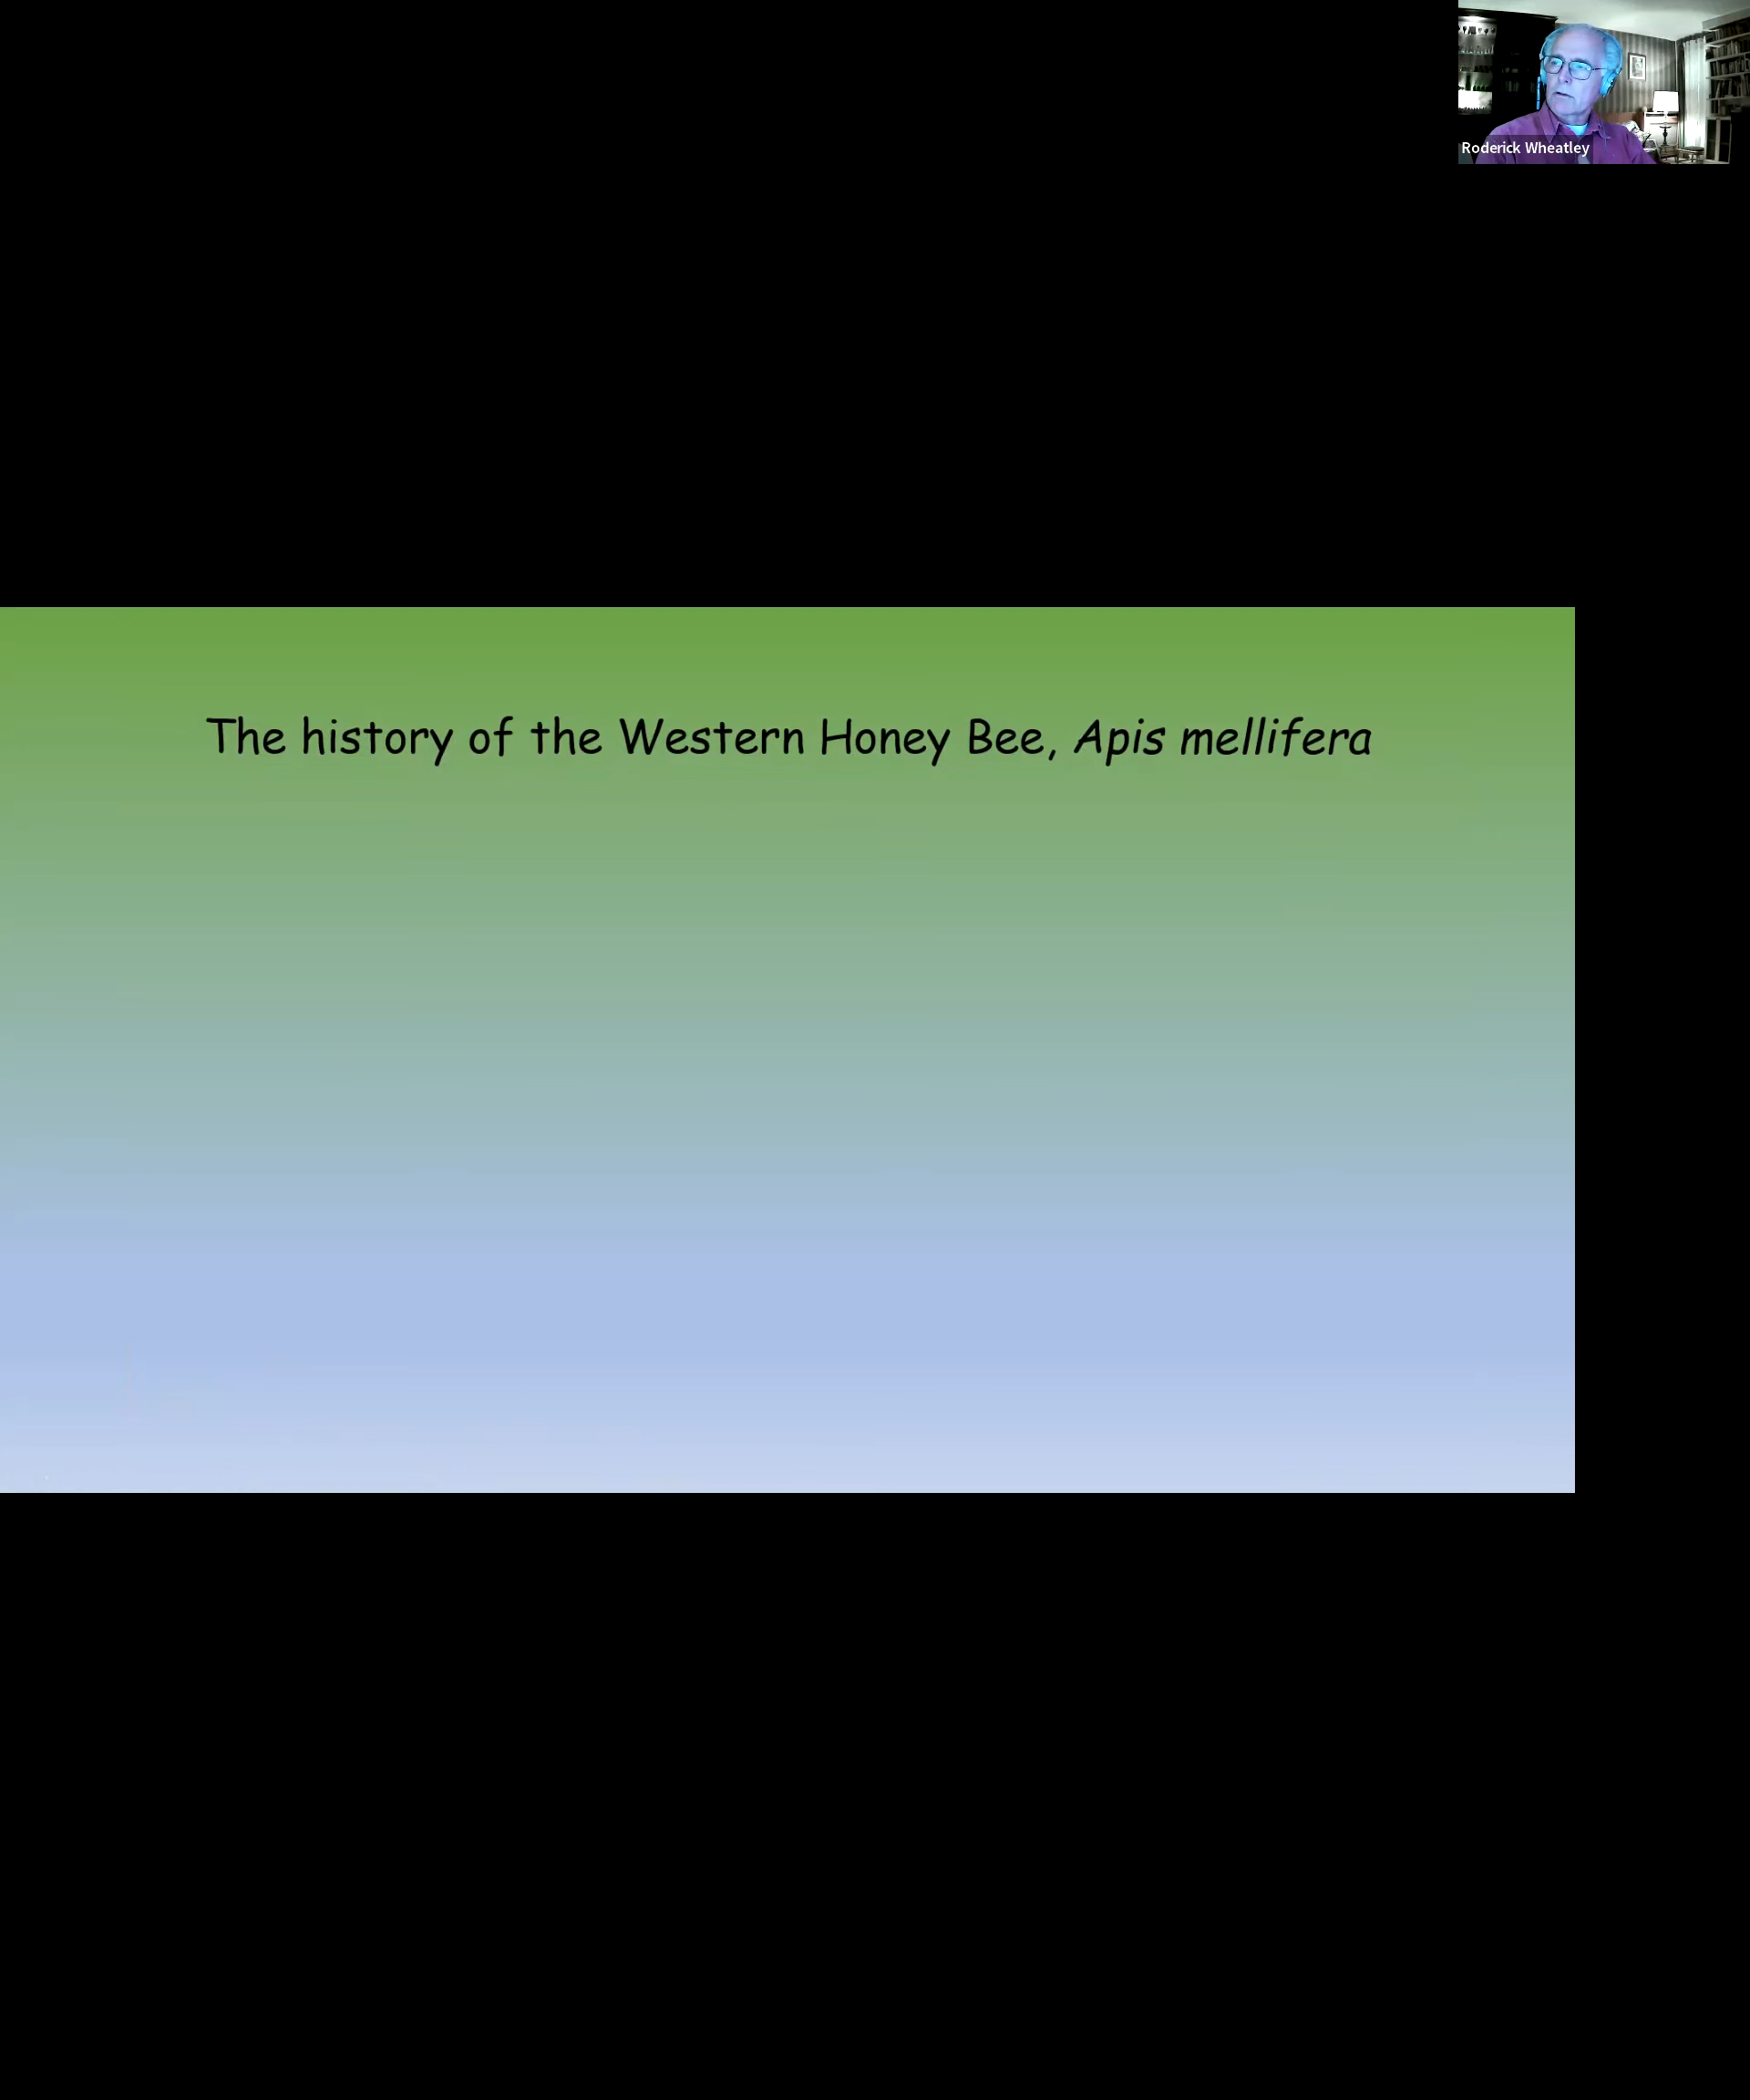 Roderick Wheatley
The history of the Western Honey Bee, Apis mellifera